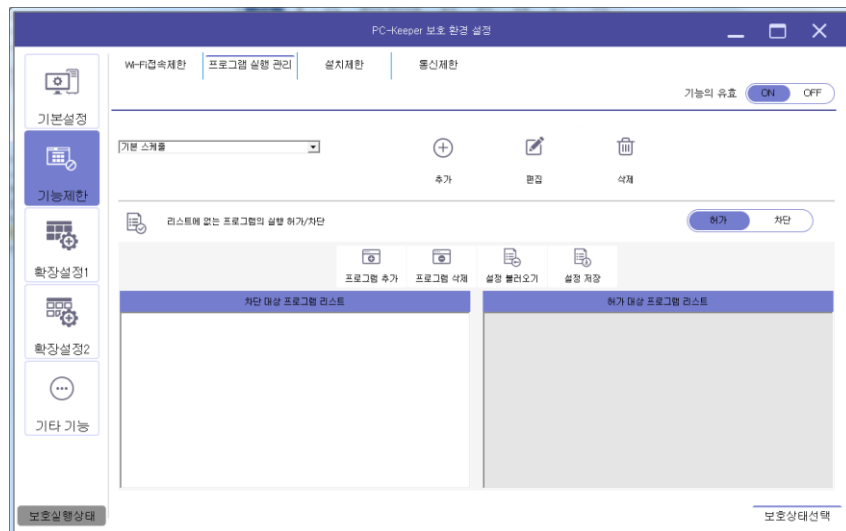 PC-Keeper 보호 환경 설정
Wi-Fi접속제한 프로그램 실행 관리 설치제한 통신제한
기능의 유효 ON OFF
기본설정
기본 스케줄
추가 편집 삭제
기능제한
리스트에 없는 프로그램의 실행 허가/차단 허가 차단
확장설정1
프로그램 추가 프로그램 삭제 설정 불러오기 설정 저장
차단 대상 프로그램 리스트 허가 대상 프로그램 리스트
확장설정2
기타 기능
보호실행상태 보호상태선택